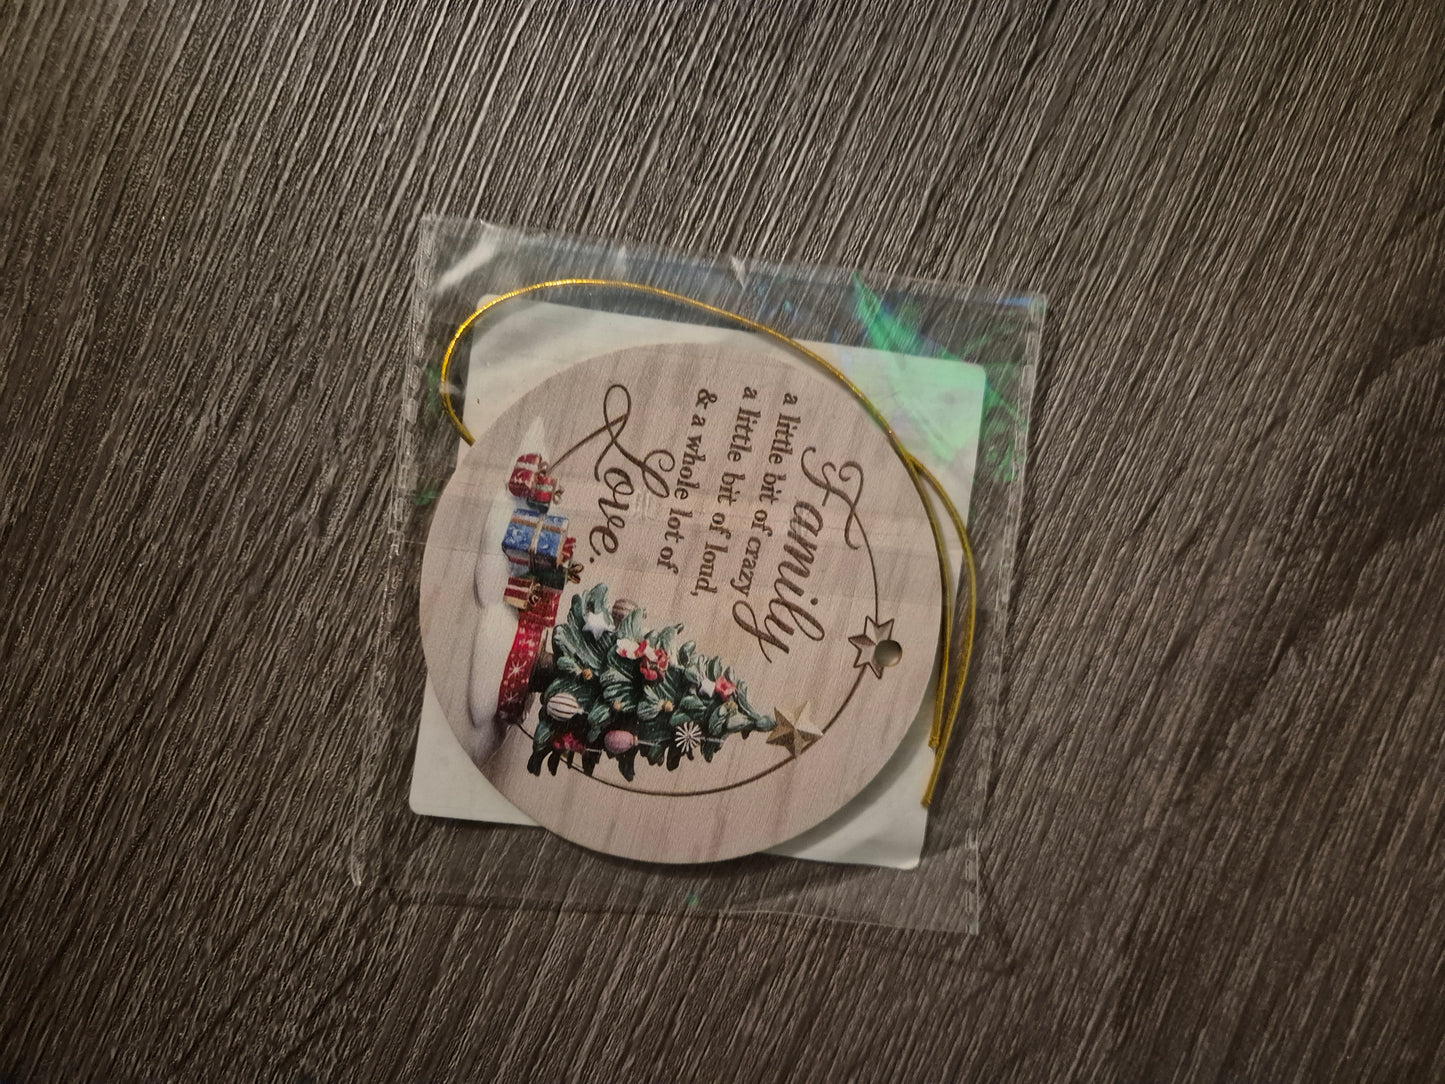 Family
a little bit of crazy
a little bit of loud,
& a whole lot of
Love.